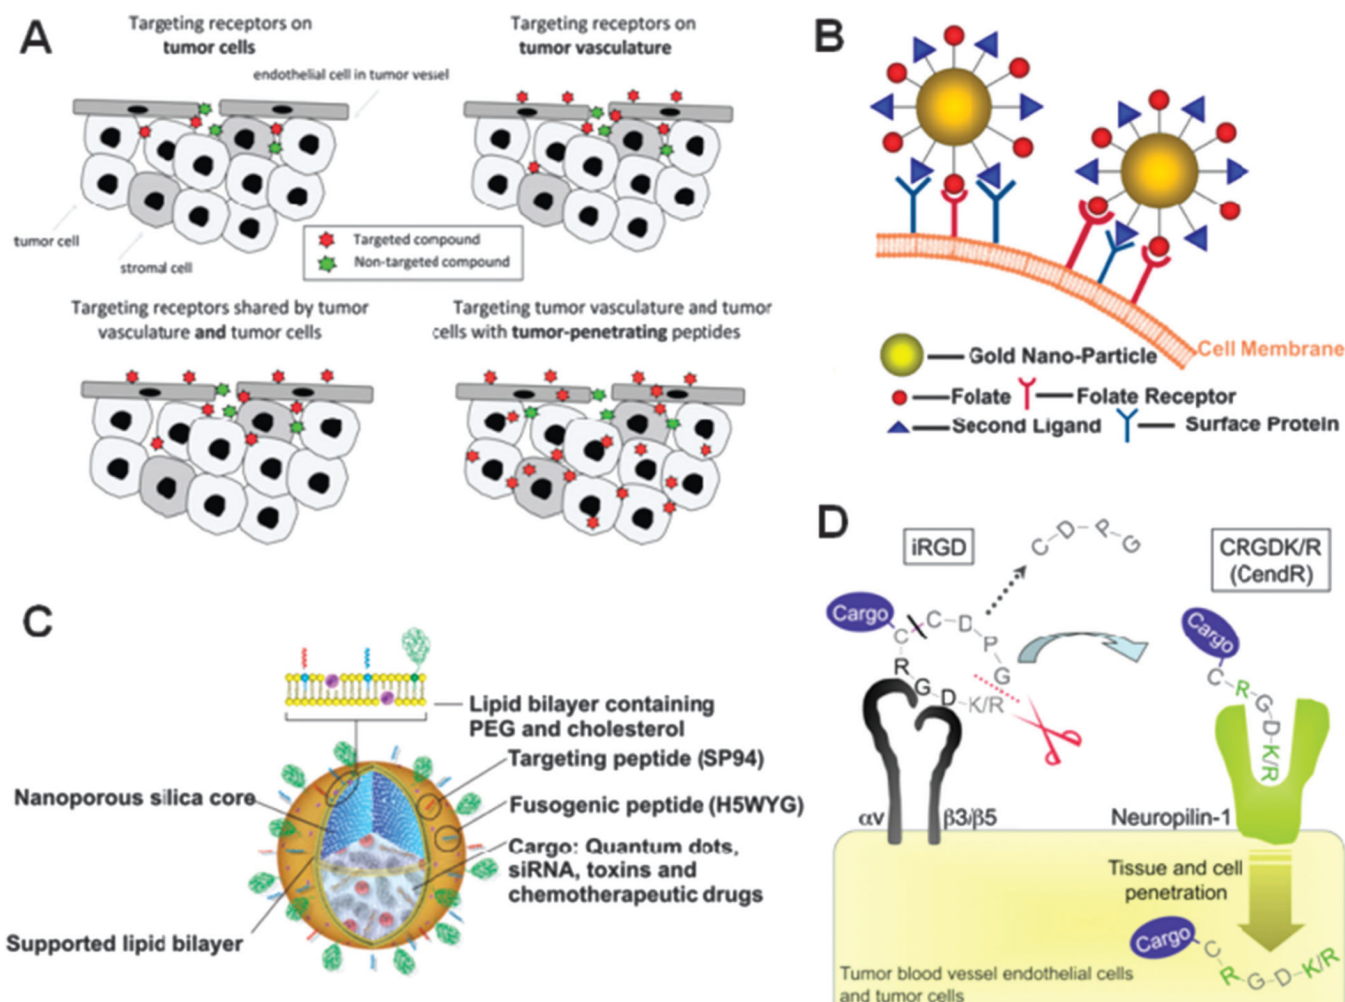 A
Targeting receptors on
tumor cells
Targeting receptors on
tumor vasculature
endothelial cell in tumor vessel
tumor cell
stromal cell
Targeted compound
Non-targeted compound
Targeting receptors shared by tumor
vasculature and tumor cells
Targeting tumor vasculature and tumor
cells with tumor-penetrating peptides
B
Cell Membrane
Gold Nano-Particle
Folate
Folate Receptor
Second Ligand
Surface Protein
C
Lipid bilayer containing
PEG and cholesterol
Targeting peptide (SP94)
Nanoporous silica core
Fusogenic peptide (H5WYG)
Cargo: Quantum dots,
siRNA, toxins and
chemotherapeutic drugs
Supported lipid bilayer
D
iRGD
C D P G
CRGDK/R
(CendR)
Cargo
C C D P G
R G D K/R
Cargo
C R G D K/R
αv
β3/β5
Neuropilin-1
Tissue and cell
penetration
Cargo
C R G D K/R
Tumor blood vessel endothelial cells
and tumor cells